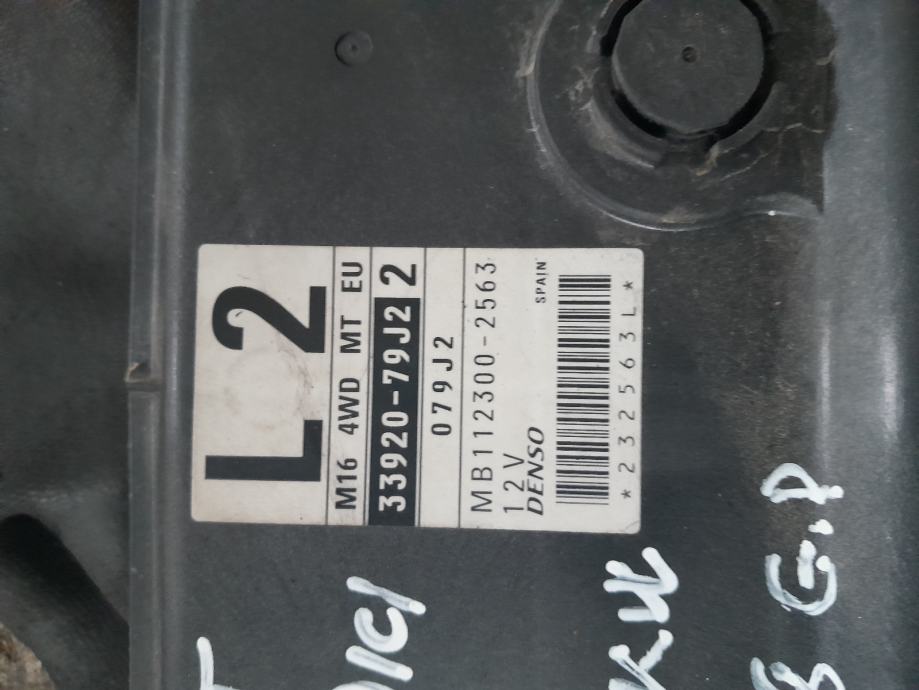 L2
M16 4WD MT EU
33920-79J2 2
079J2
MB112300-2563
12V
SPAIN
DENSO
*232563L*
G.P